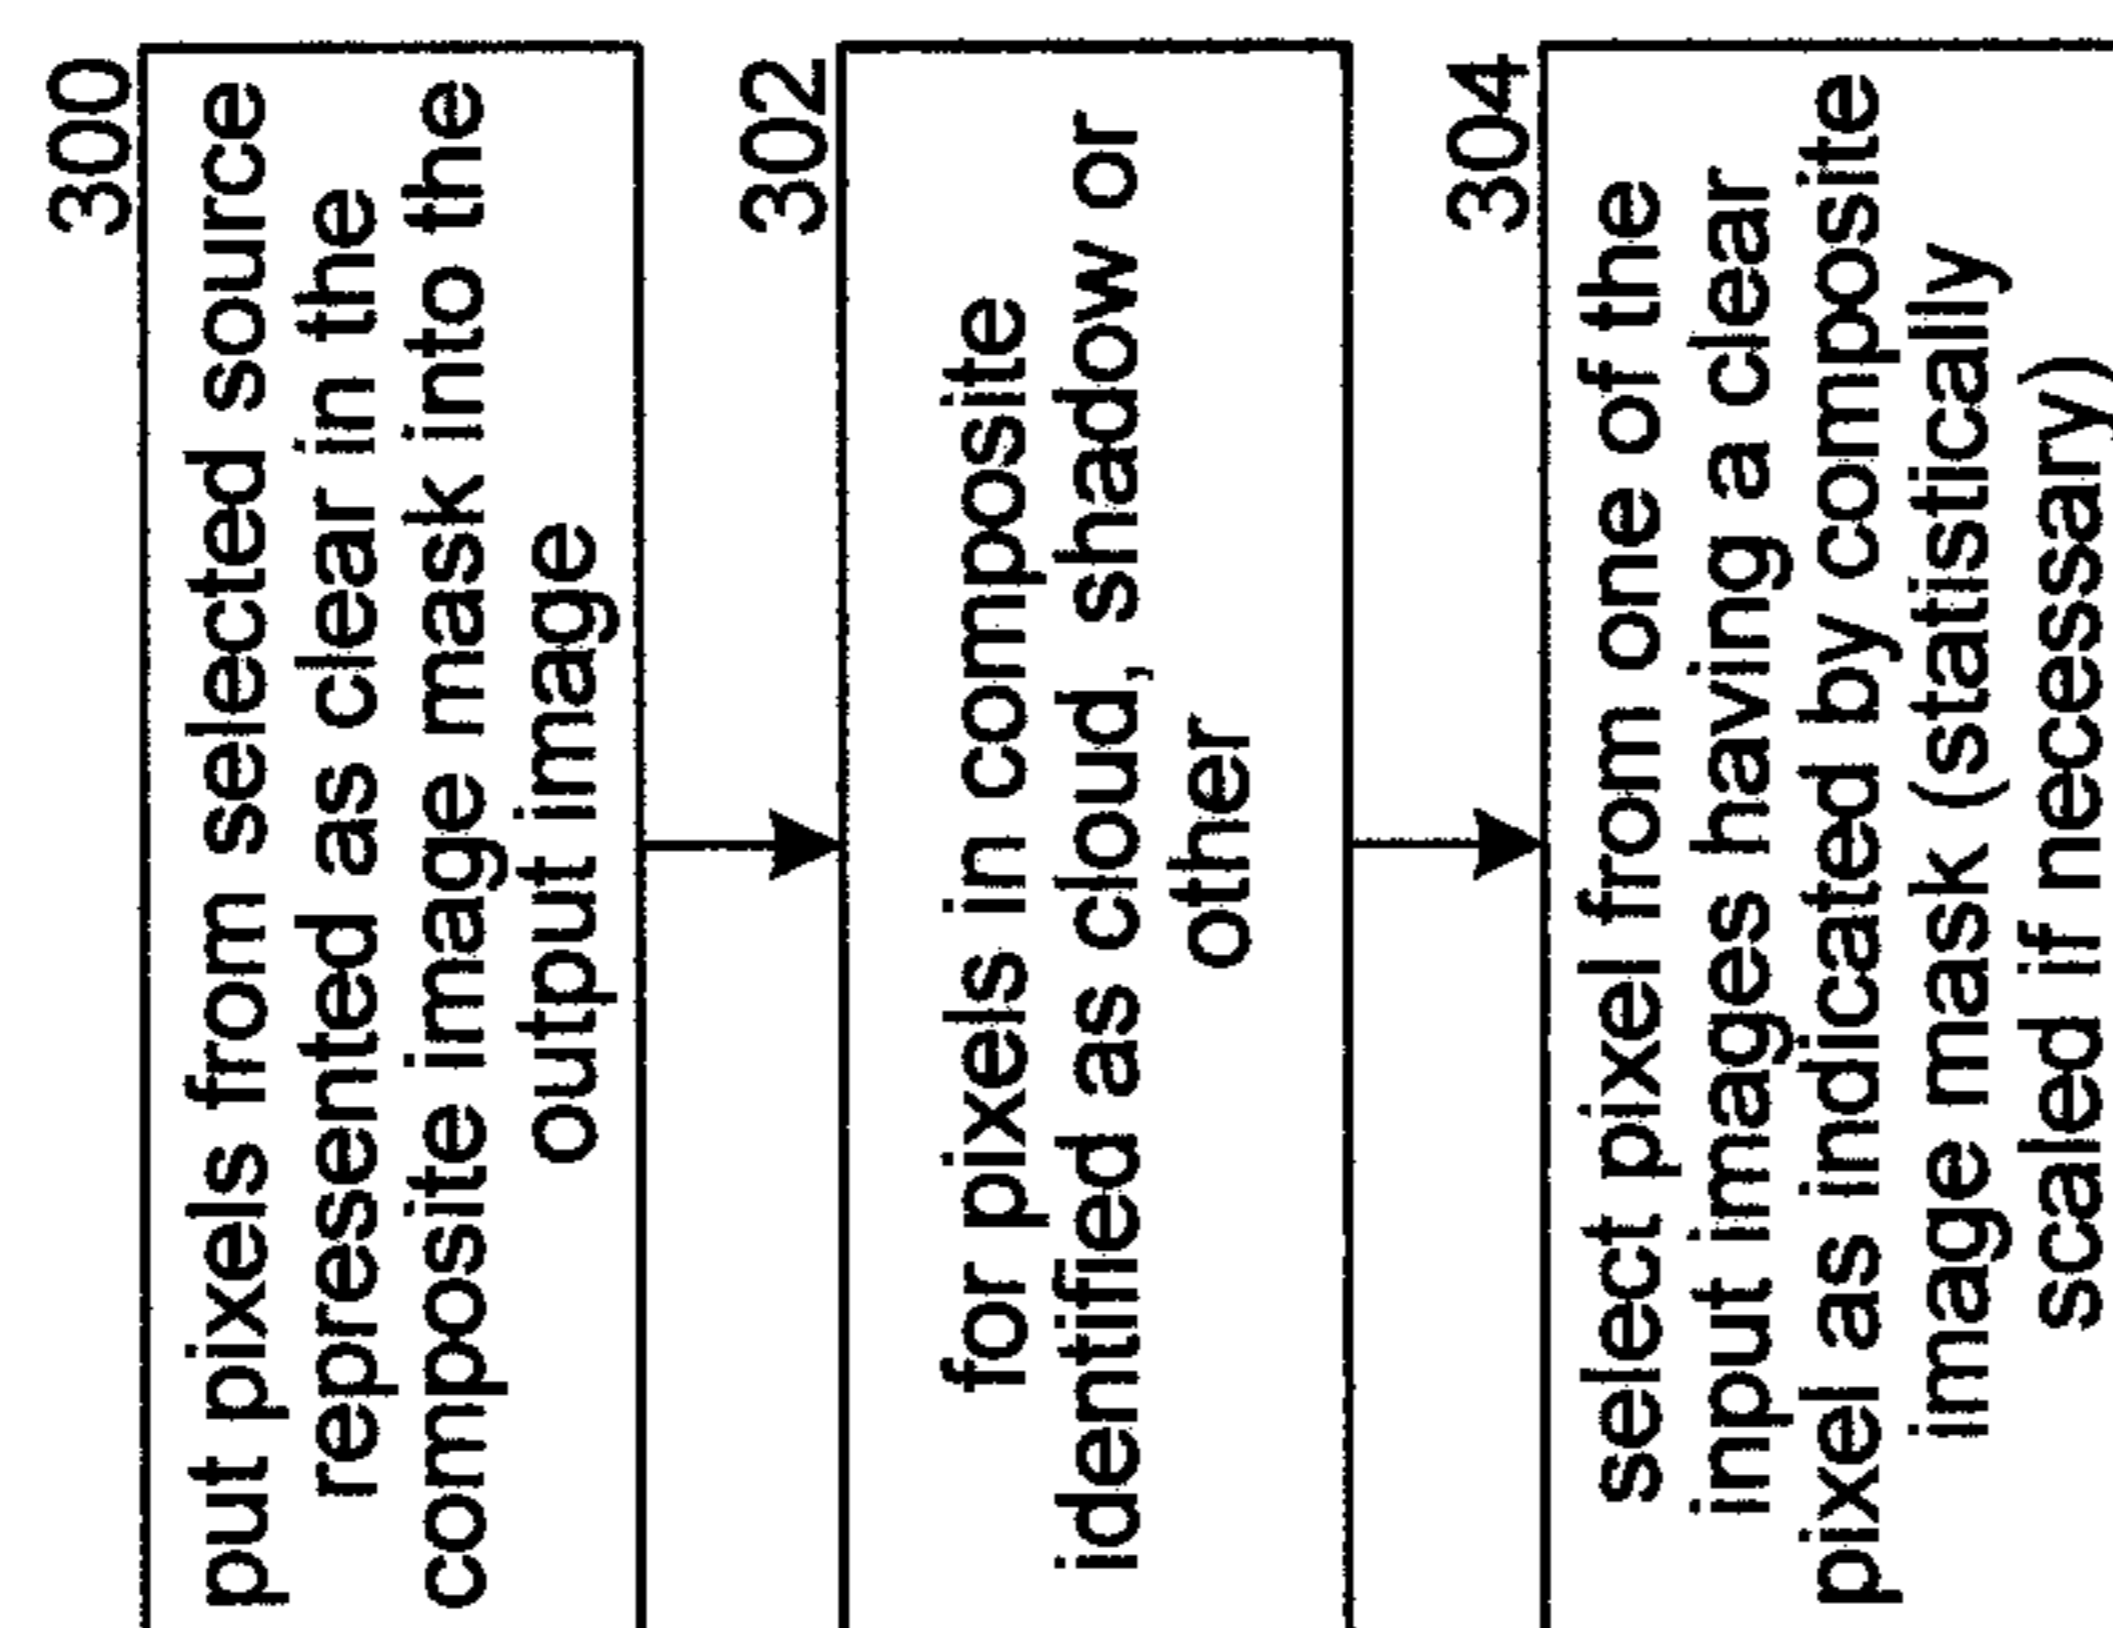 300
put pixels from selected source
represented as clear in the
composite image mask into the
output image
302
for pixels in composite
identified as cloud, shadow or
other
304
select pixel from one of the
input images having a clear
pixel as indicated by composite
image mask (statistically
scaled if necessary)